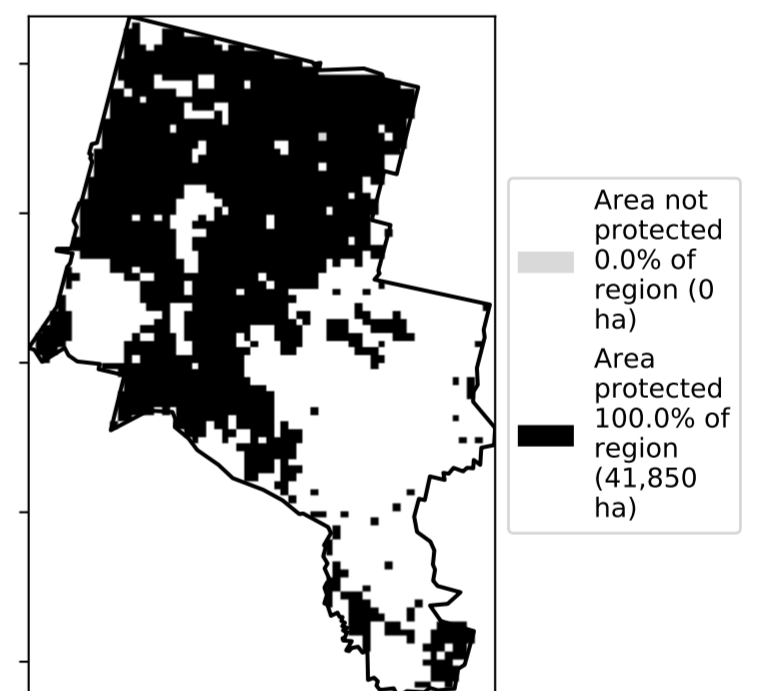 Area not
protected
0.0% of
region (0
ha)
Area
protected
100.0% of
region
(41,850
ha)